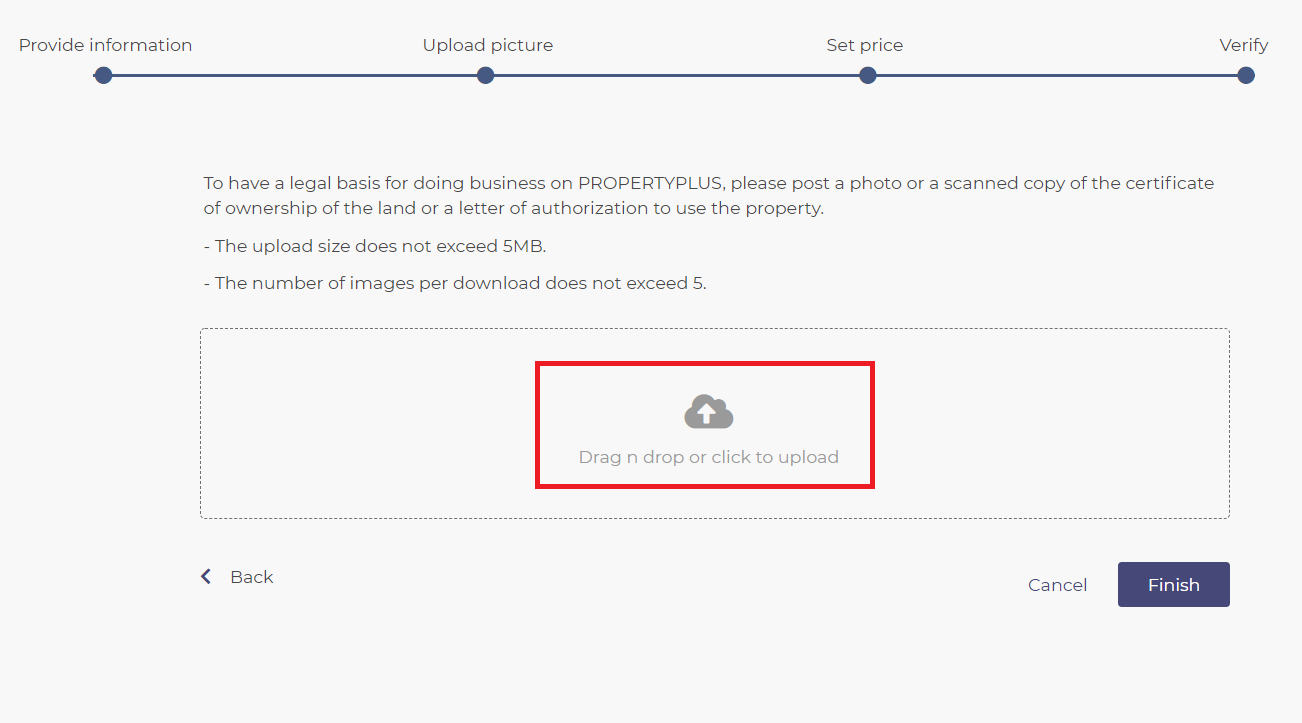 Provide information
Upload picture
Set price
Verify
To have a legal basis for doing business on PROPERTYPLUS, please post a photo or a scanned copy of the certificate
of ownership of the land or a letter of authorization to use the property.
- The upload size does not exceed 5MB.
- The number of images per download does not exceed 5.
Drag n drop or click to upload
Back
Cancel
Finish